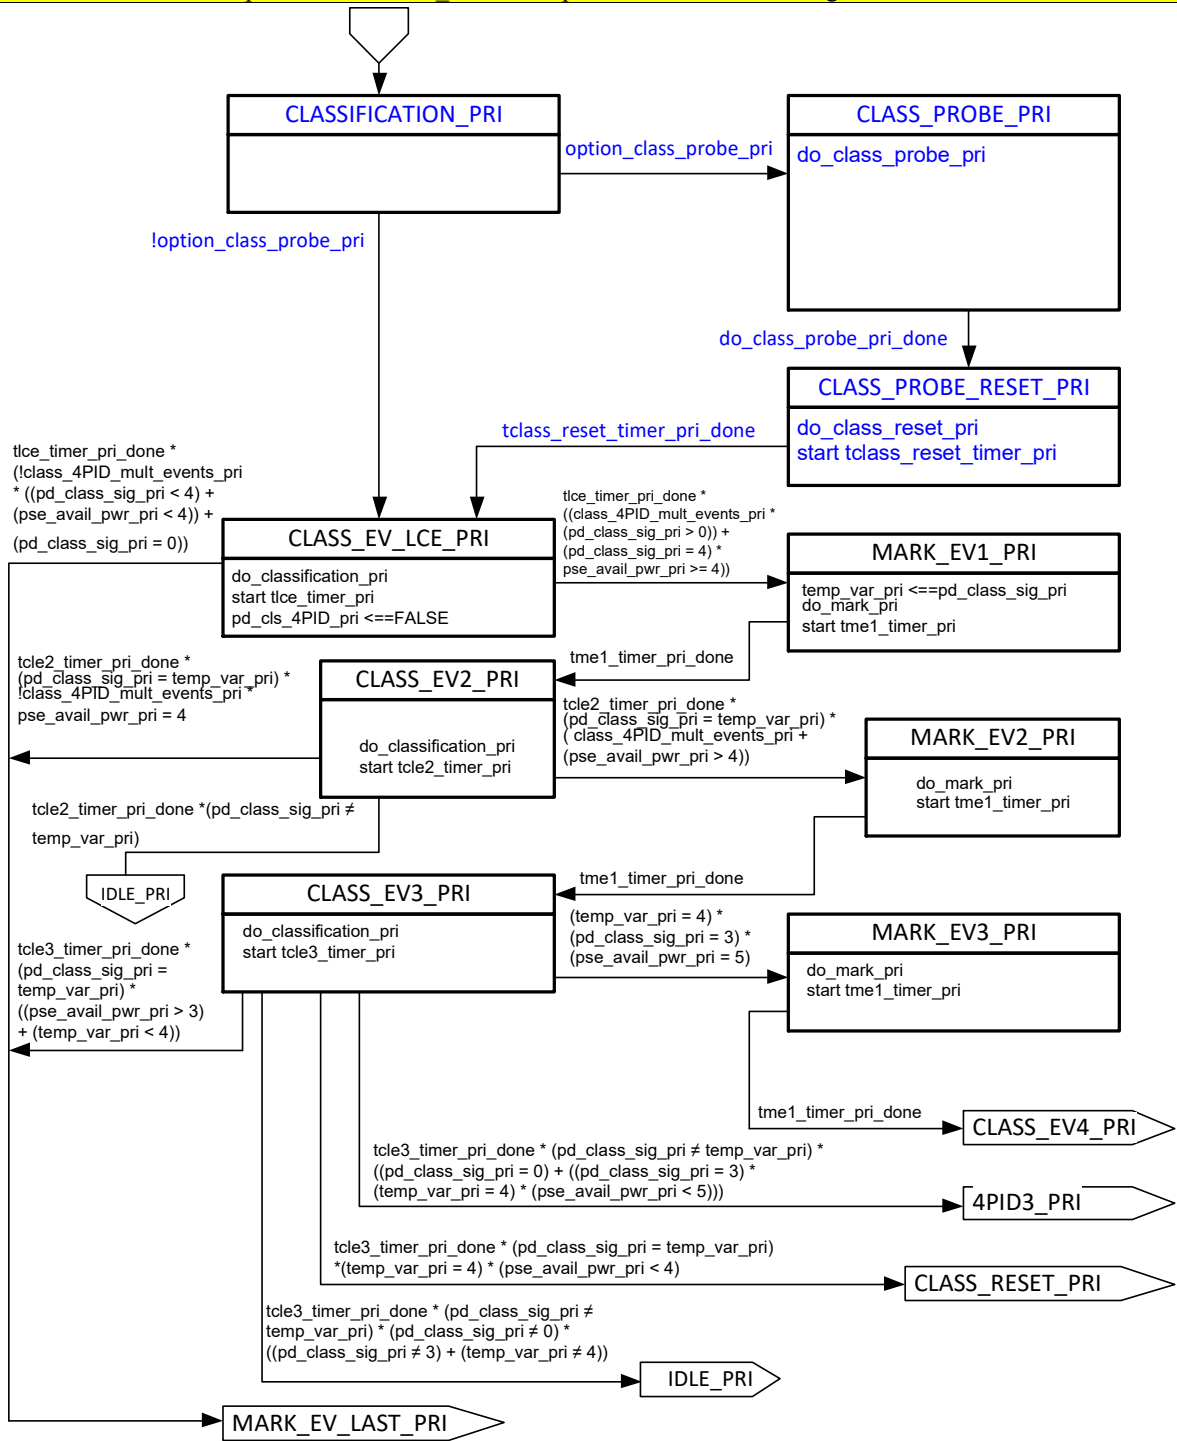 CLASSIFICATION_PRI
CLASS_PROBE_PRI
option_class_probe_pri
do_class_probe_pri
!option_class_probe_pri
do_class_probe_pri_done
CLASS_PROBE_RESET_PRI
do_class_reset_pri
start tclass_reset_timer_pri
tclass_reset_timer_pri_done
tlce_timer_pri_done *
(!class_4PID_mult_events_pri
* ((pd_class_sig_pri < 4) +
(pse_avail_pwr_pri < 4)) +
(pd_class_sig_pri = 0))
CLASS_EV_LCE_PRI
do_classification_pri
start tlce_timer_pri
pd_cls_4PID_pri <==FALSE
tlce_timer_pri_done *
((class_4PID_mult_events_pri *
(pd_class_sig_pri > 0)) +
(pd_class_sig_pri = 4) *
pse_avail_pwr_pri >= 4))
MARK_EV1_PRI
temp_var_pri <==pd_class_sig_pri
do_mark_pri
start tme1_timer_pri
tme1_timer_pri_done
tcle2_timer_pri_done *
(pd_class_sig_pri = temp_var_pri) *
!class_4PID_mult_events_pri *
pse_avail_pwr_pri = 4
CLASS_EV2_PRI
do_classification_pri
start tcle2_timer_pri
tcle2_timer_pri_done *
(pd_class_sig_pri = temp_var_pri) *
( class_4PID_mult_events_pri +
(pse_avail_pwr_pri > 4))
MARK_EV2_PRI
do_mark_pri
start tme1_timer_pri
tcle2_timer_pri_done *(pd_class_sig_pri ≠
temp_var_pri)
IDLE_PRI
tme1_timer_pri_done
CLASS_EV3_PRI
do_classification_pri
start tcle3_timer_pri
(temp_var_pri = 4) *
(pd_class_sig_pri = 3) *
(pse_avail_pwr_pri = 5)
MARK_EV3_PRI
do_mark_pri
start tme1_timer_pri
tcle3_timer_pri_done *
(pd_class_sig_pri =
temp_var_pri) *
((pse_avail_pwr_pri > 3)
+ (temp_var_pri < 4))
tme1_timer_pri_done
CLASS_EV4_PRI
tcle3_timer_pri_done * (pd_class_sig_pri ≠ temp_var_pri) *
((pd_class_sig_pri = 0) + ((pd_class_sig_pri = 3) *
(temp_var_pri = 4) * (pse_avail_pwr_pri < 5)))
4PID3_PRI
tcle3_timer_pri_done * (pd_class_sig_pri = temp_var_pri)
*(temp_var_pri = 4) * (pse_avail_pwr_pri < 4)
CLASS_RESET_PRI
tcle3_timer_pri_done * (pd_class_sig_pri ≠
temp_var_pri) * (pd_class_sig_pri ≠ 0) *
((pd_class_sig_pri ≠ 3) + (temp_var_pri ≠ 4))
IDLE_PRI
MARK_EV_LAST_PRI